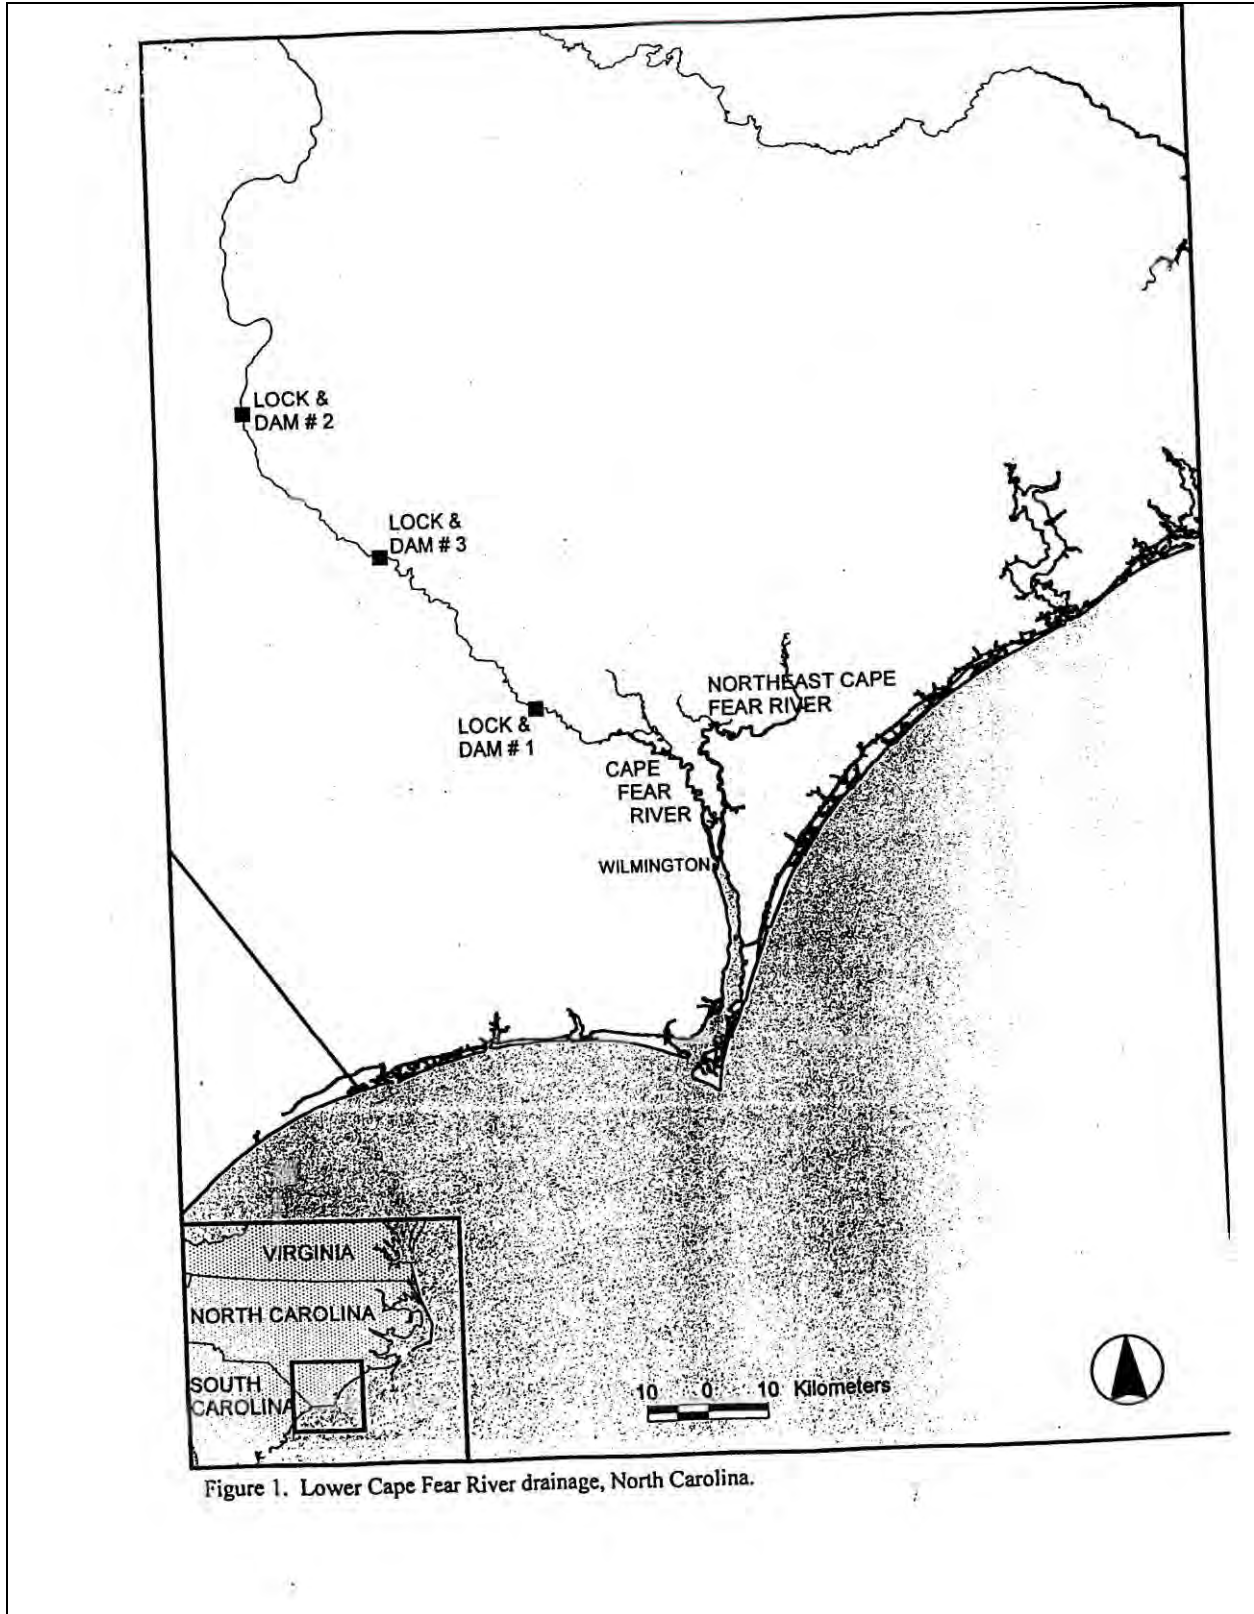 LOCK &
DAM # 2
LOCK &
DAM # 3
NORTHEAST CAPE
FEAR RIVER
LOCK &
DAM # 1
CAPE
FEAR
RIVER
WILMINGTON
VIRGINIA
NORTH CAROLINA
SOUTH
CAROLINA
10 0 10 Kilometers
Figure 1. Lower Cape Fear River drainage, North Carolina.